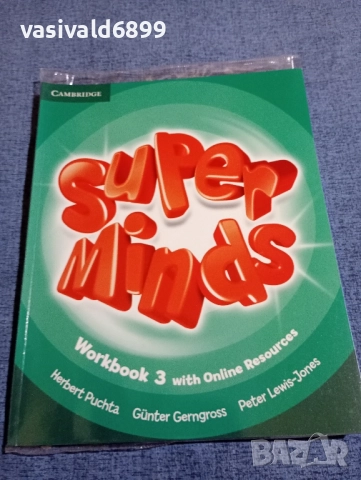 vasivald6899
CAMBRIDGE
Super
Minds
Workbook 3 with Online Resources
Herbert Puchta Günter Gerngross Peter Lewis-Jones
BAZAR